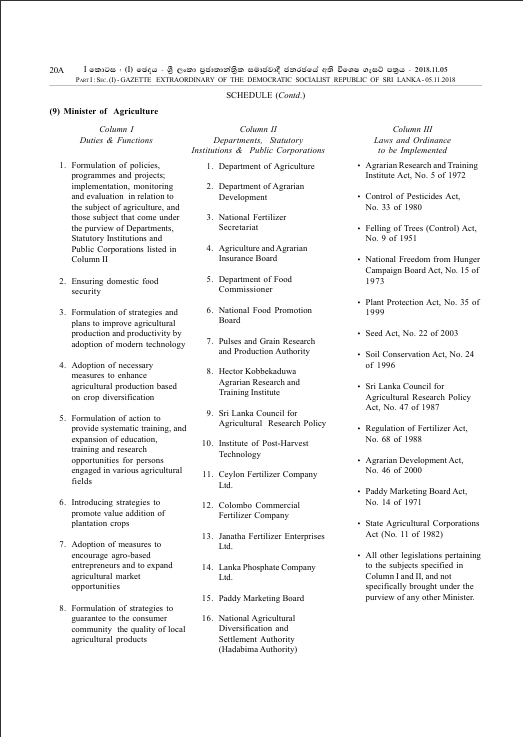 20A
I කොටස : (I) ඡෙදය - ශ්‍රී ලංකා ප්‍රජාතාන්ත්‍රික සමාජවාදී ජනරජයේ අති විශෙෂ ගැසට් පත්‍රය - 2018.11.05
PART I : SEC. (I) - GAZETTE EXTRAORDINARY OF THE DEMOCRATIC SOCIALIST REPUBLIC OF SRI LANKA - 05.11.2018
SCHEDULE (Contd.)
(9) Minister of Agriculture
Column I
Duties & Functions
1. Formulation of policies,
programmes and projects;
implementation, monitoring
and evaluation in relation to
the subject of agriculture, and
those subject that come under
the purview of Departments,
Statutory Institutions and
Public Corporations listed in
Column II
2. Ensuring domestic food
security
3. Formulation of strategies and
plans to improve agricultural
production and productivity by
adoption of modern technology
4. Adoption of necessary
measures to enhance
agricultural production based
on crop diversification
5. Formulation of action to
provide systematic training, and
expansion of education,
training and research
opportunities for persons
engaged in various agricultural
fields
6. Introducing strategies to
promote value addition of
plantation crops
7. Adoption of measures to
encourage agro-based
entrepreneurs and to expand
agricultural market
opportunities
8. Formulation of strategies to
guarantee to the consumer
community the quality of local
agricultural products
Column II
Departments, Statutory
Institutions & Public Corporations
1. Department of Agriculture
2. Department of Agrarian
Development
3. National Fertilizer
Secretariat
4. Agriculture and Agrarian
Insurance Board
5. Department of Food
Commissioner
6. National Food Promotion
Board
7. Pulses and Grain Research
and Production Authority
8. Hector Kobbekaduwa
Agrarian Research and
Training Institute
9. Sri Lanka Council for
Agricultural Research Policy
10. Institute of Post-Harvest
Technology
11. Ceylon Fertilizer Company
Ltd.
12. Colombo Commercial
Fertilizer Company
13. Janatha Fertilizer Enterprises
Ltd.
14. Lanka Phosphate Company
Ltd.
15. Paddy Marketing Board
16. National Agricultural
Diversification and
Settlement Authority
(Hadabima Authority)
Column III
Laws and Ordinance
to be Implemented
• Agrarian Research and Training
Institute Act, No. 5 of 1972
• Control of Pesticides Act,
No. 33 of 1980
• Felling of Trees (Control) Act,
No. 9 of 1951
• National Freedom from Hunger
Campaign Board Act, No. 15 of
1973
• Plant Protection Act, No. 35 of
1999
• Seed Act, No. 22 of 2003
• Soil Conservation Act, No. 24
of 1996
• Sri Lanka Council for
Agricultural Research Policy
Act, No. 47 of 1987
• Regulation of Fertilizer Act,
No. 68 of 1988
• Agrarian Development Act,
No. 46 of 2000
• Paddy Marketing Board Act,
No. 14 of 1971
• State Agricultural Corporations
Act (No. 11 of 1982)
• All other legislations pertaining
to the subjects specified in
Column I and II, and not
specifically brought under the
purview of any other Minister.